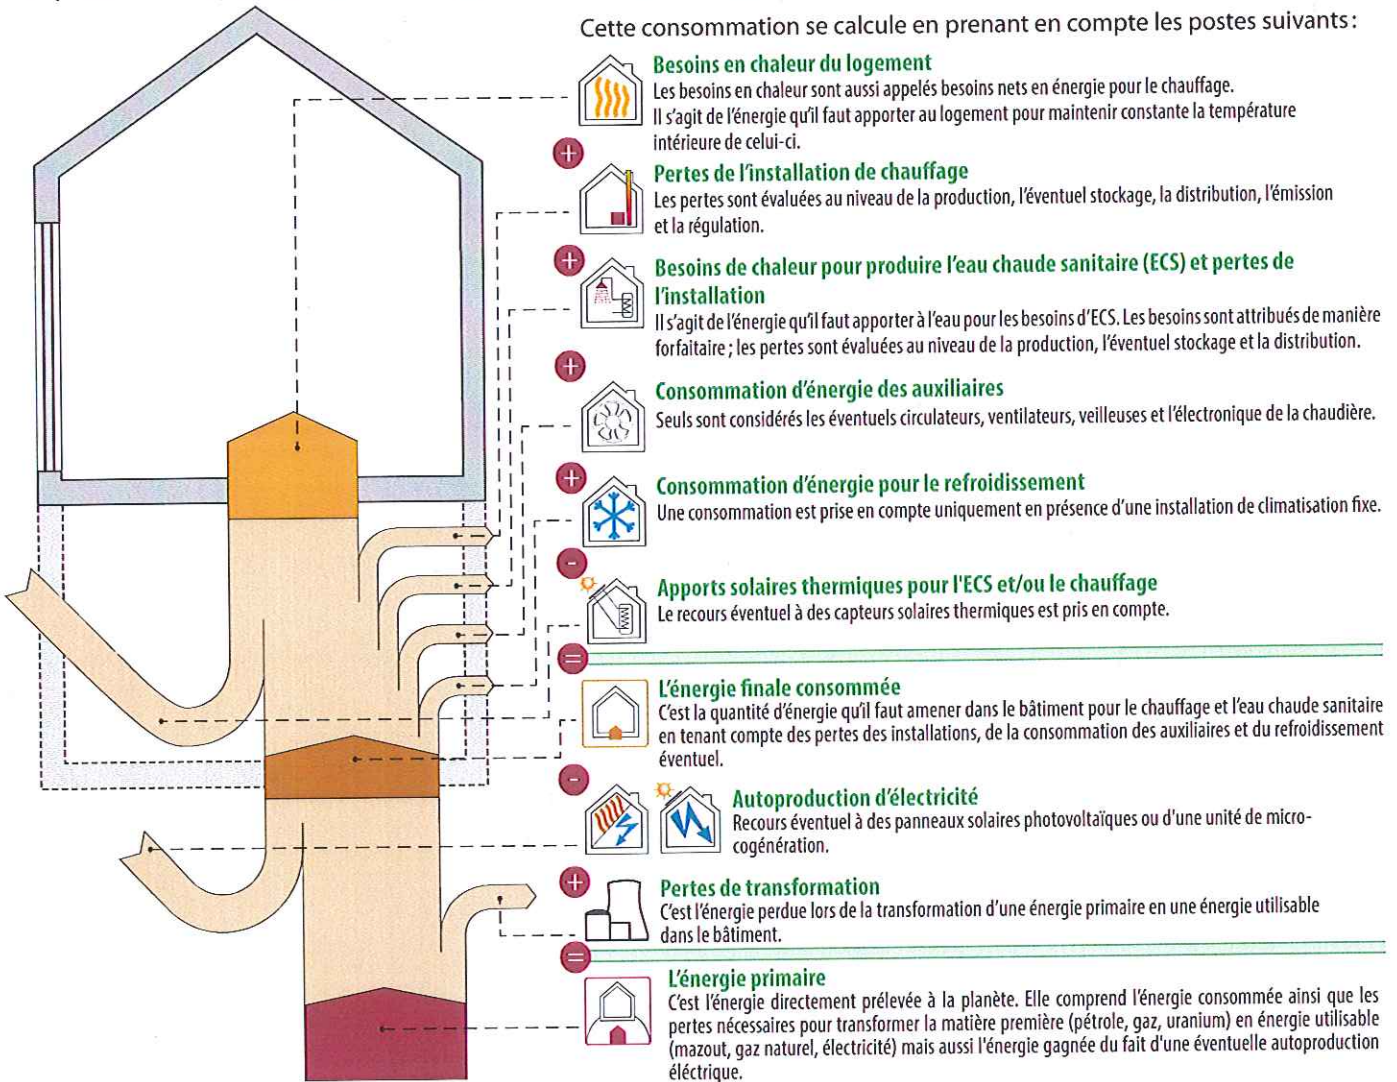 Cette consommation se calcule en prenant en compte les postes suivants :
Besoins en chaleur du logement
Les besoins en chaleur sont aussi appelés besoins nets en énergie pour le chauffage.
Il s'agit de l'énergie qu'il faut apporter au logement pour maintenir constante la température
intérieure de celui-ci.
+
Pertes de l'installation de chauffage
Les pertes sont évaluées au niveau de la production, l'éventuel stockage, la distribution, l'émission
et la régulation.
+
Besoins de chaleur pour produire l'eau chaude sanitaire (ECS) et pertes de
l'installation
Il s'agit de l'énergie qu'il faut apporter à l'eau pour les besoins d'ECS. Les besoins sont attribués de manière
forfaitaire ; les pertes sont évaluées au niveau de la production, l'éventuel stockage et la distribution.
+
Consommation d'énergie des auxiliaires
Seuls sont considérés les éventuels circulateurs, ventilateurs, veilleuses et l'électronique de la chaudière.
+
Consommation d'énergie pour le refroidissement
Une consommation est prise en compte uniquement en présence d'une installation de climatisation fixe.
-
Apports solaires thermiques pour l'ECS et/ou le chauffage
Le recours éventuel à des capteurs solaires thermiques est pris en compte.
=
L'énergie finale consommée
C'est la quantité d'énergie qu'il faut amener dans le bâtiment pour le chauffage et l'eau chaude sanitaire
en tenant compte des pertes des installations, de la consommation des auxiliaires et du refroidissement
éventuel.
-
Autoproduction d'électricité
Recours éventuel à des panneaux solaires photovoltaïques ou d'une unité de micro-
cogénération.
+
Pertes de transformation
C'est l'énergie perdue lors de la transformation d'une énergie primaire en une énergie utilisable
dans le bâtiment.
=
L'énergie primaire
C'est l'énergie directement prélevée à la planète. Elle comprend l'énergie consommée ainsi que les
pertes nécessaires pour transformer la matière première (pétrole, gaz, uranium) en énergie utilisable
(mazout, gaz naturel, électricité) mais aussi l'énergie gagnée du fait d'une éventuelle autoproduction
éléctrique.